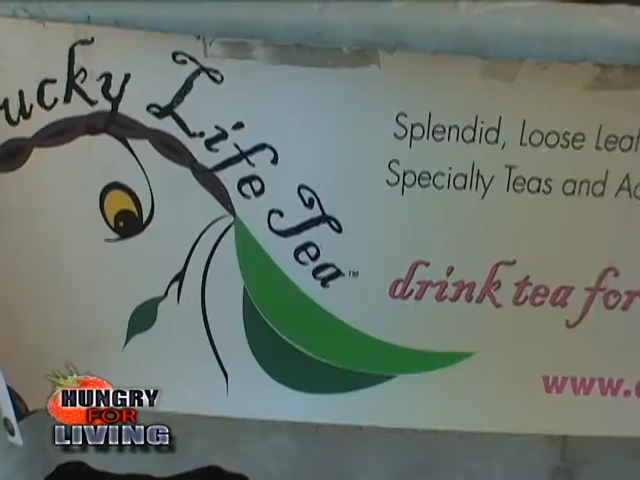 ucky Life Tea™
Splendid, Loose Leaf
Specialty Teas and Ac
drink tea for
www.
HUNGRY
FOR
LIVING